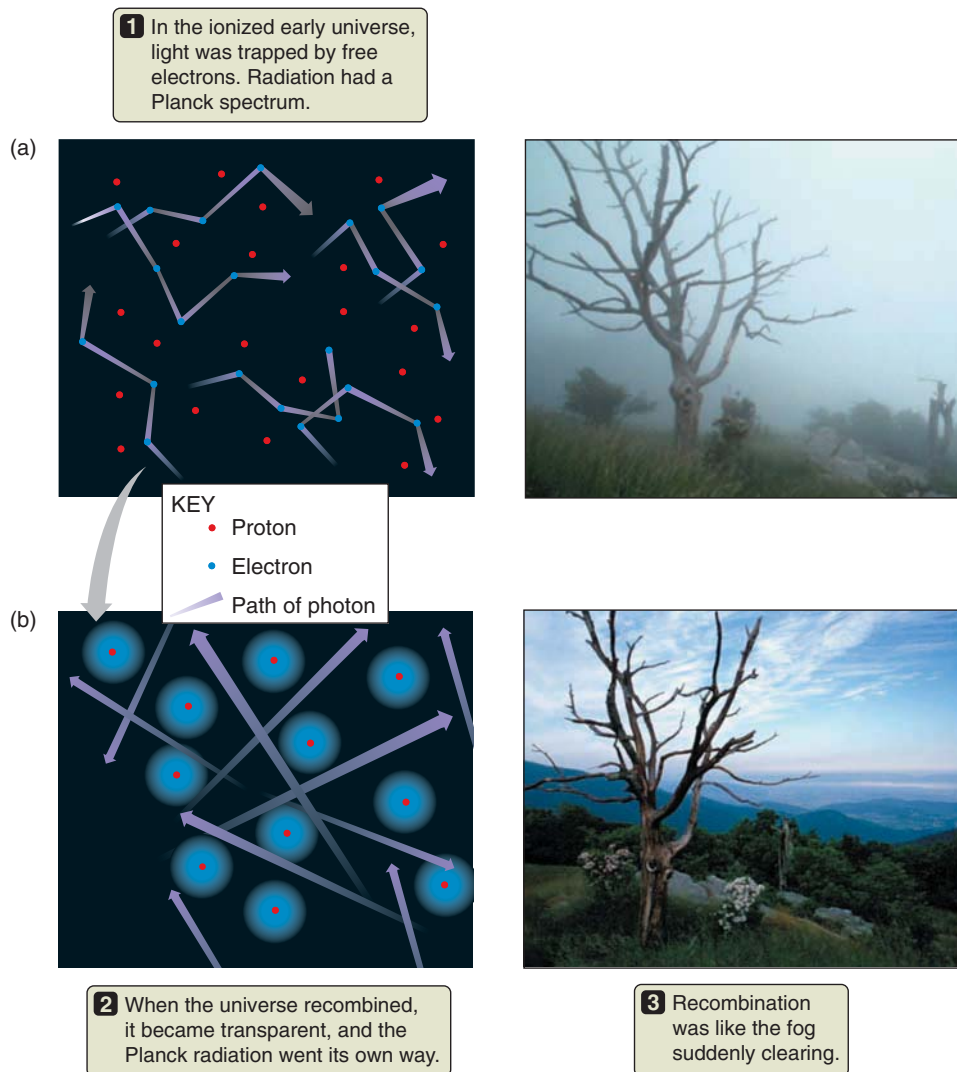 1 In the ionized early universe,
light was trapped by free
electrons. Radiation had a
Planck spectrum.
(a)
KEY
Proton
Electron
Path of photon
(b)
2 When the universe recombined,
it became transparent, and the
Planck radiation went its own way.
3 Recombination
was like the fog
suddenly clearing.